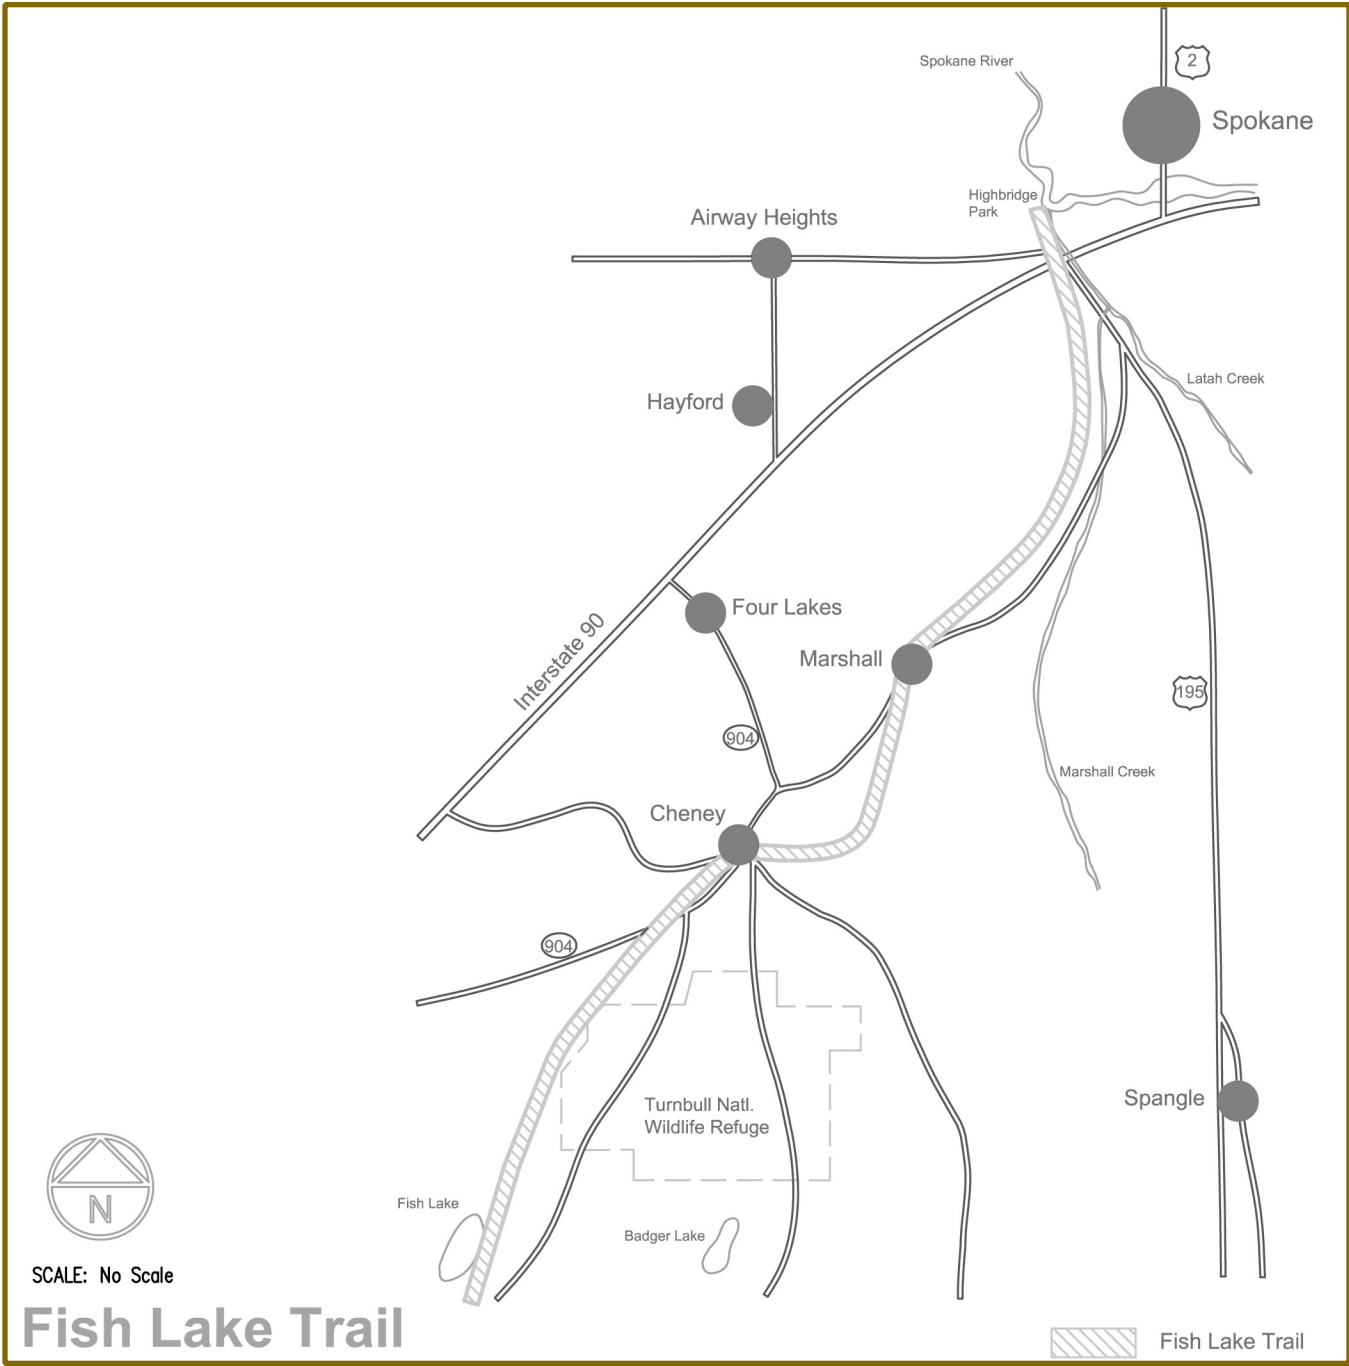 Spokane River
2
Spokane
Highbridge
Park
Airway Heights
Latah Creek
Hayford
Four Lakes
Interstate 90
Marshall
195
904
Marshall Creek
Cheney
904
Turnbull Natl.
Wildlife Refuge
Spangle
N
Fish Lake
Badger Lake
SCALE: No Scale
Fish Lake Trail
Fish Lake Trail